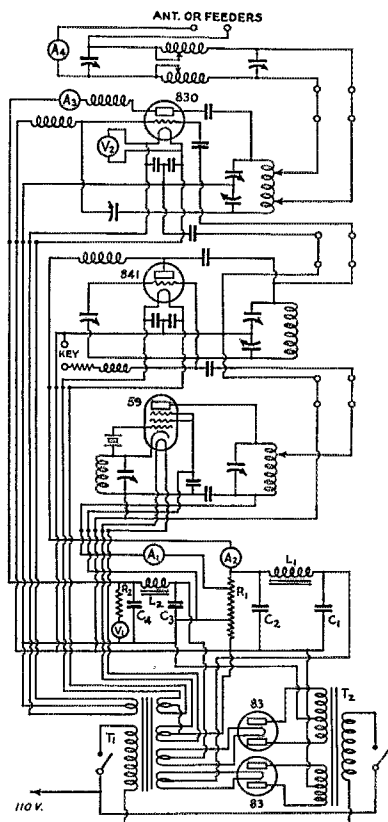 ANT. OR FEEDERS
A4
A3
830
V2
841
KEY
59
A1
A2
L1
R2
L2
R1
C4
C3
C2
C1
V1
T1
83
T2
83
110 V.